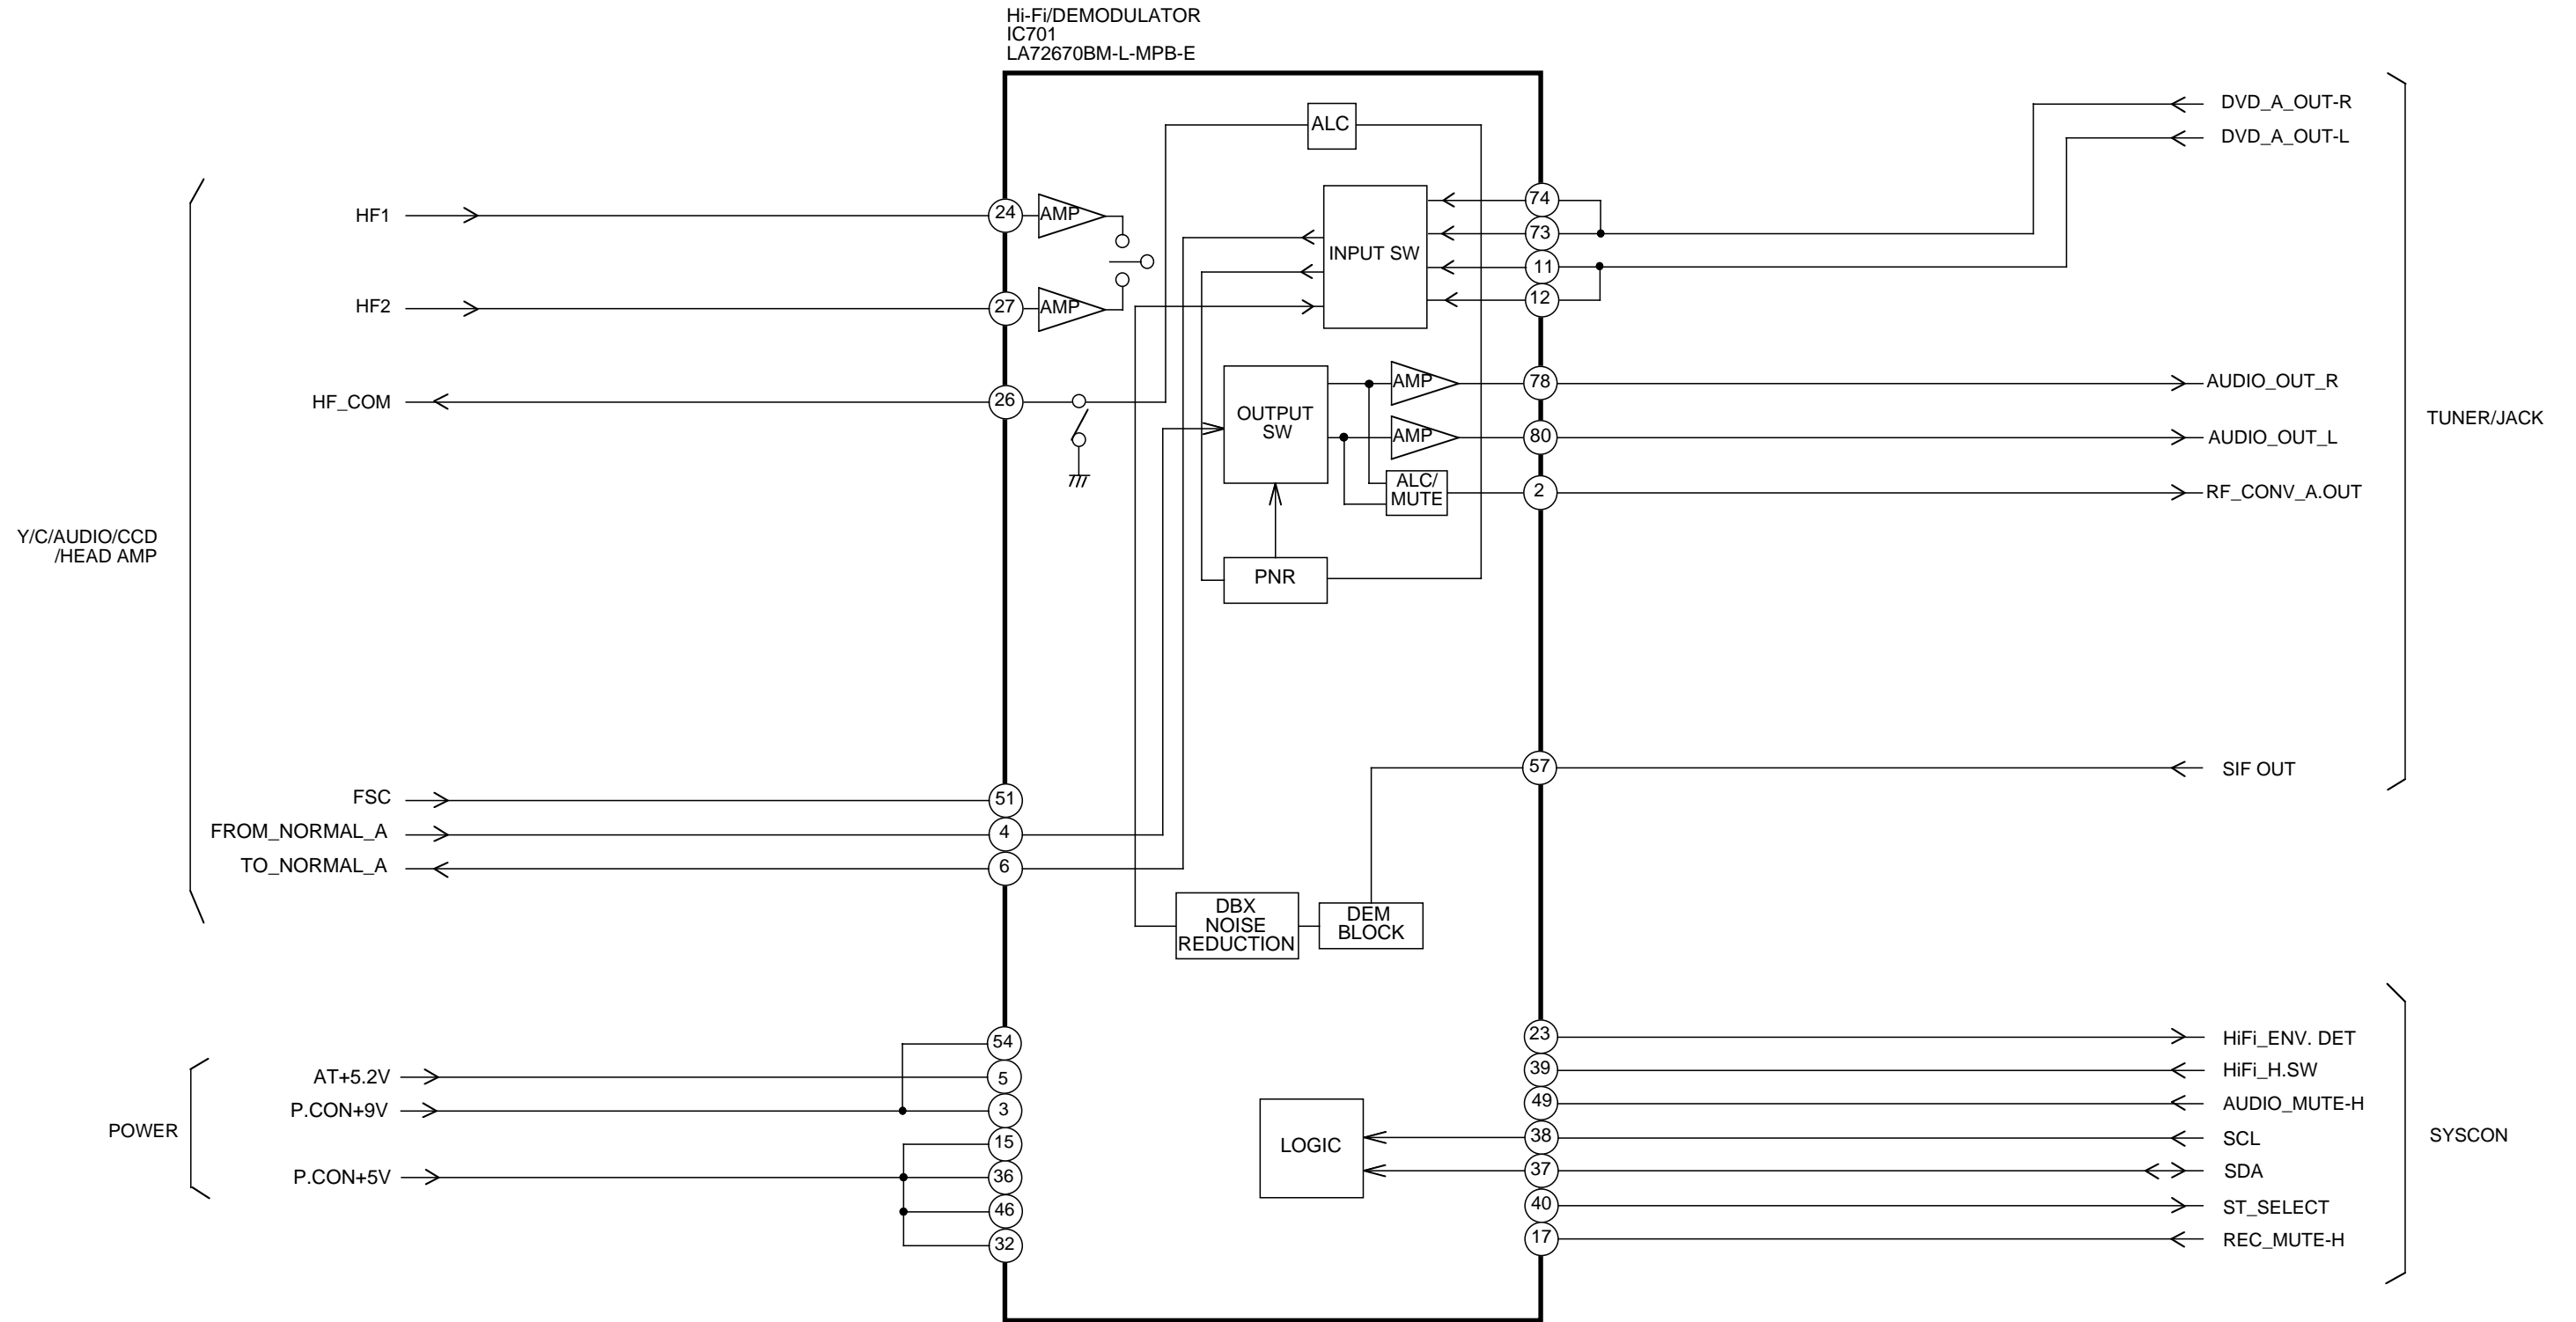 Hi-Fi/DEMODULATOR
IC701
LA72670BM-L-MPB-E
Y/C/AUDIO/CCD
/HEAD AMP
HF1
HF2
HF_COM
FSC
FROM_NORMAL_A
TO_NORMAL_A
POWER
AT+5.2V
P.CON+9V
P.CON+5V
24
27
26
51
4
6
54
5
3
15
36
46
32
AMP
AMP
ALC
INPUT SW
OUTPUT
SW
AMP
AMP
ALC/
MUTE
PNR
DBX
NOISE
REDUCTION
DEM
BLOCK
LOGIC
74
73
11
12
78
80
2
57
23
39
49
38
37
40
17
DVD_A_OUT-R
DVD_A_OUT-L
AUDIO_OUT_R
AUDIO_OUT_L
RF_CONV_A.OUT
SIF OUT
TUNER/JACK
HiFi_ENV. DET
HiFi_H.SW
AUDIO_MUTE-H
SCL
SDA
ST_SELECT
REC_MUTE-H
SYSCON